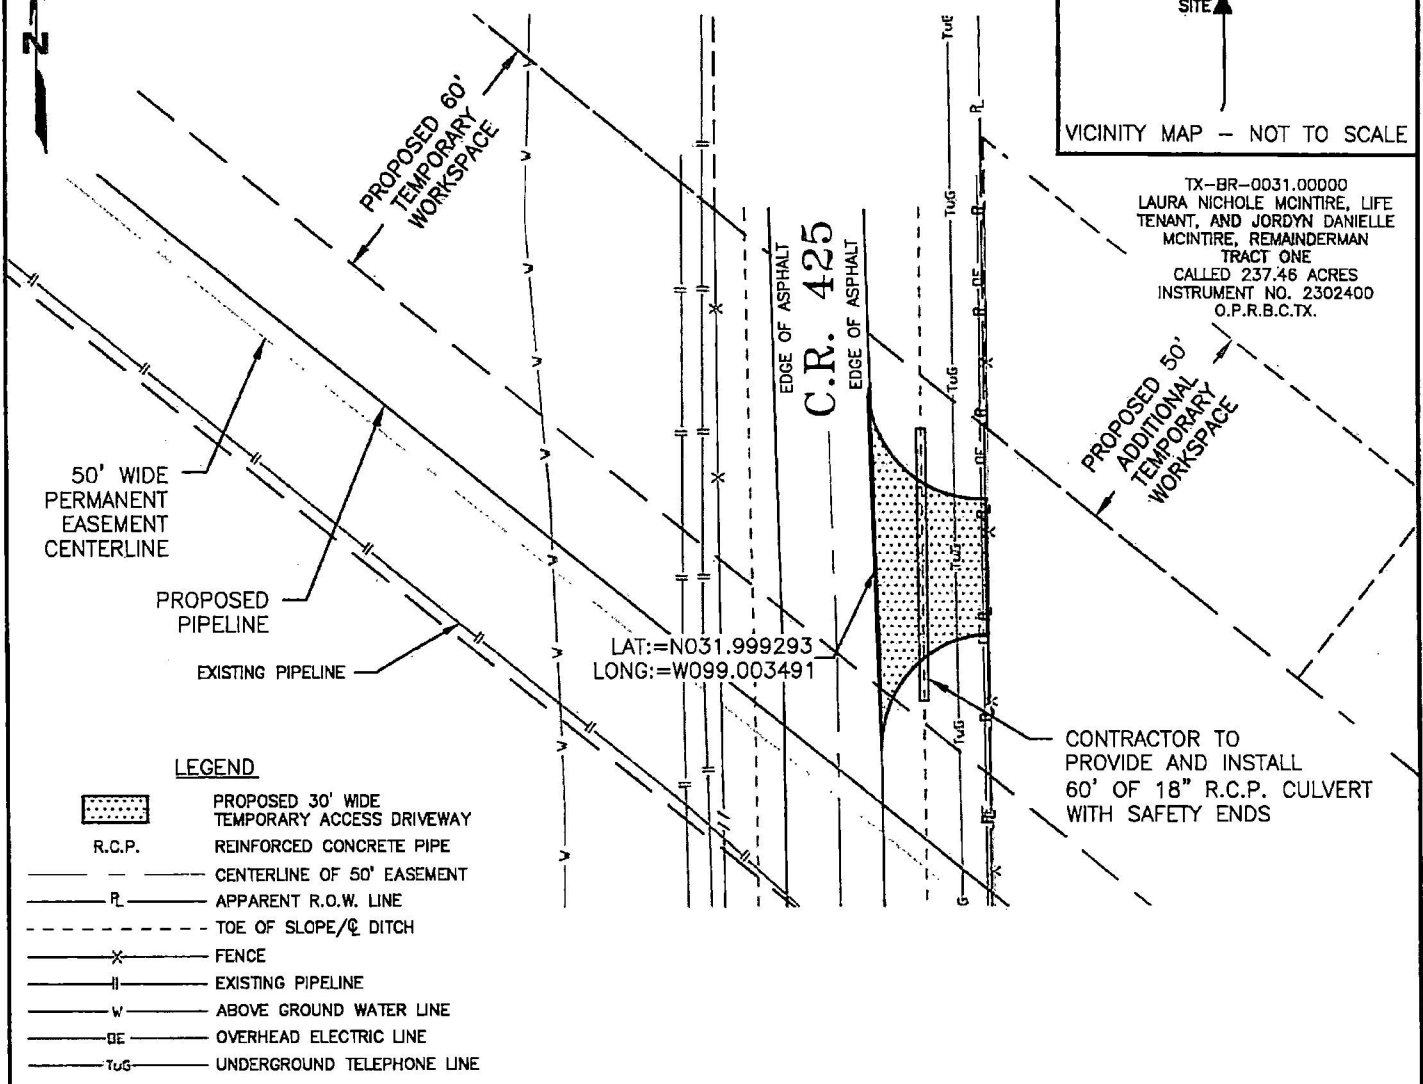 N
SITE
VICINITY MAP – NOT TO SCALE
TX–BR–0031.00000
LAURA NICHOLE MCINTIRE, LIFE
TENANT, AND JORDYN DANIELLE
MCINTIRE, REMAINDERMAN
TRACT ONE
CALLED 237.46 ACRES
INSTRUMENT NO. 2302400
O.P.R.B.C.TX.
PROPOSED 60'
TEMPORARY
WORKSPACE
EDGE OF ASPHALT
C.R. 425
EDGE OF ASPHALT
PROPOSED 50'
ADDITIONAL
TEMPORARY
WORKSPACE
50' WIDE
PERMANENT
EASEMENT
CENTERLINE
PROPOSED
PIPELINE
EXISTING PIPELINE
LAT:=N031.999293
LONG:=W099.003491
CONTRACTOR TO
PROVIDE AND INSTALL
60' OF 18" R.C.P. CULVERT
WITH SAFETY ENDS
LEGEND
PROPOSED 30' WIDE
TEMPORARY ACCESS DRIVEWAY
R.C.P. REINFORCED CONCRETE PIPE
CENTERLINE OF 50' EASEMENT
PL APPARENT R.O.W. LINE
TOE OF SLOPE/℄ DITCH
X FENCE
|| EXISTING PIPELINE
W ABOVE GROUND WATER LINE
OE OVERHEAD ELECTRIC LINE
TuG UNDERGROUND TELEPHONE LINE